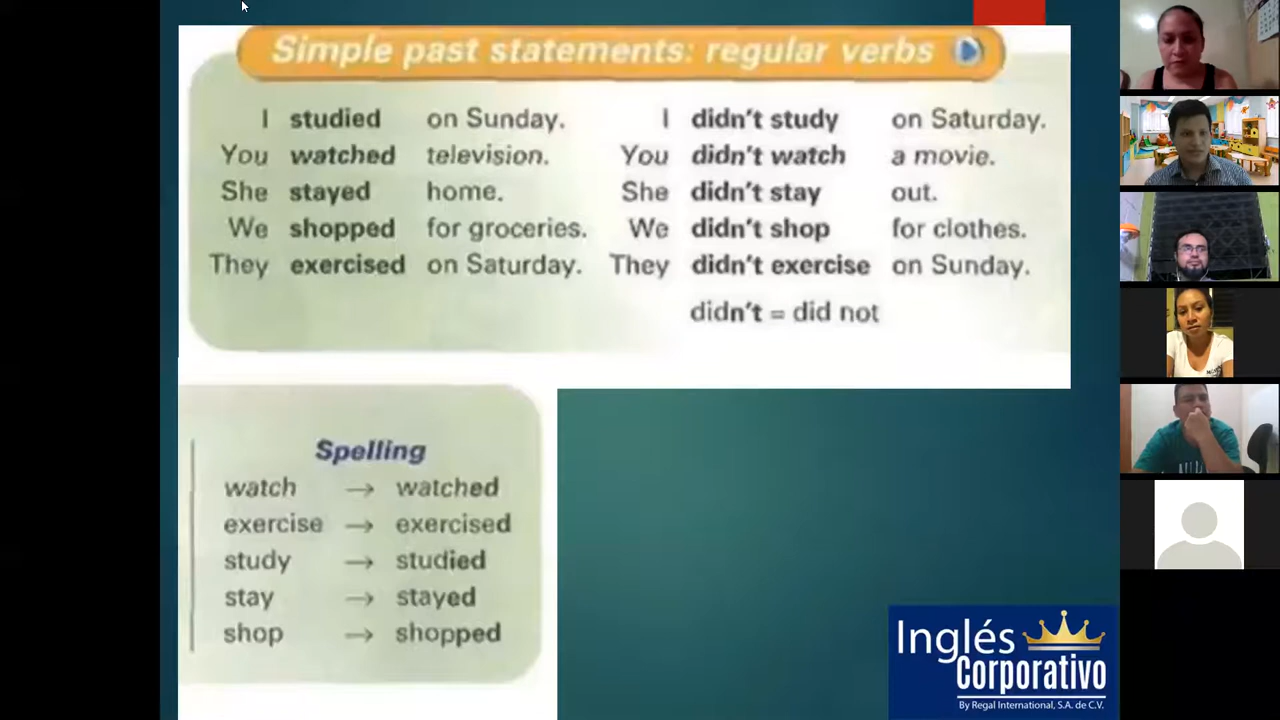 Simple past statements: regular verbs
I studied on Sunday. I didn't study on Saturday.
You watched television. You didn't watch a movie.
She stayed home. She didn't stay out.
We shopped for groceries. We didn't shop for clothes.
They exercised on Saturday. They didn't exercise on Sunday.
didn't = did not
Spelling
watch → watched
exercise → exercised
study → studied
stay → stayed
shop → shopped
Inglés
Corporativo
By Regal International, S.A. de C.V.